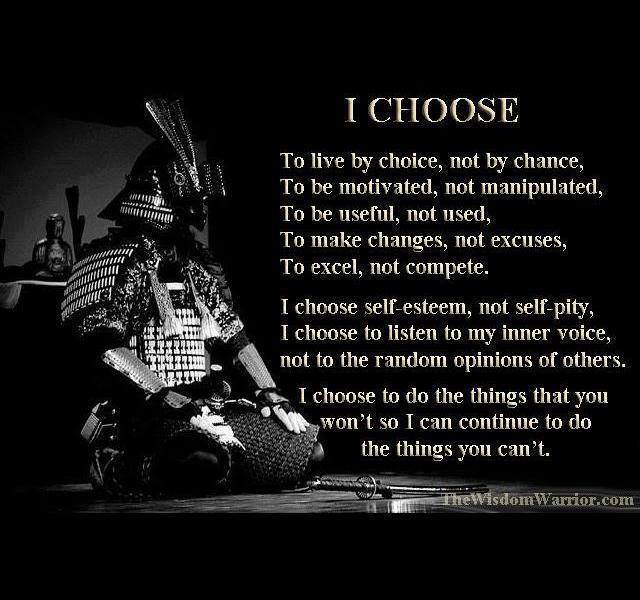 I CHOOSE
To live by choice, not by chance,
To be motivated, not manipulated,
To be useful, not used,
To make changes, not excuses,
To excel, not compete.
I choose self-esteem, not self-pity,
I choose to listen to my inner voice,
not to the random opinions of others.
I choose to do the things that you
won't so I can continue to do
the things you can't.
TheWisdomWarrior.com